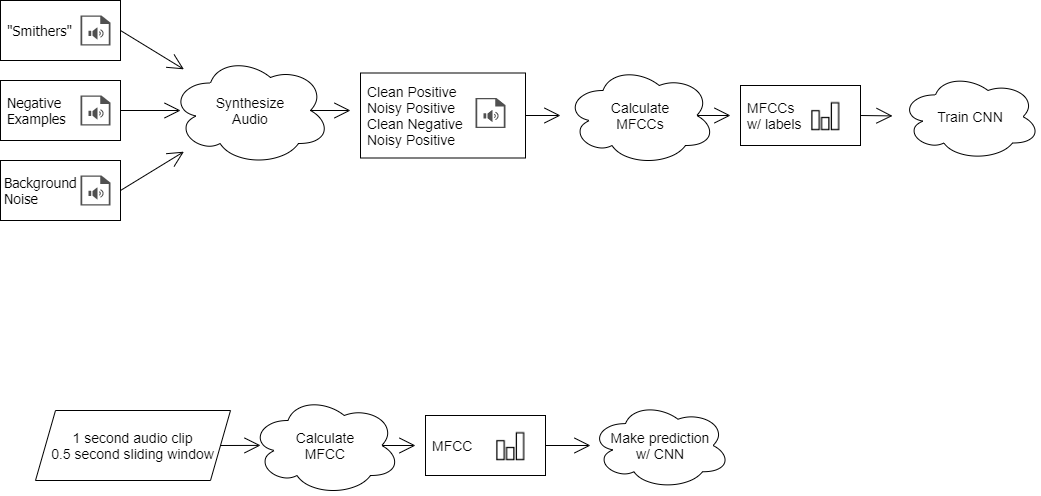 "Smithers"
Negative
Examples
Background
Noise
Synthesize
Audio
Clean Positive
Noisy Positive
Clean Negative
Noisy Positive
Calculate
MFCCs
MFCCs
w/ labels
Train CNN
1 second audio clip
0.5 second sliding window
Calculate
MFCC
MFCC
Make prediction
w/ CNN